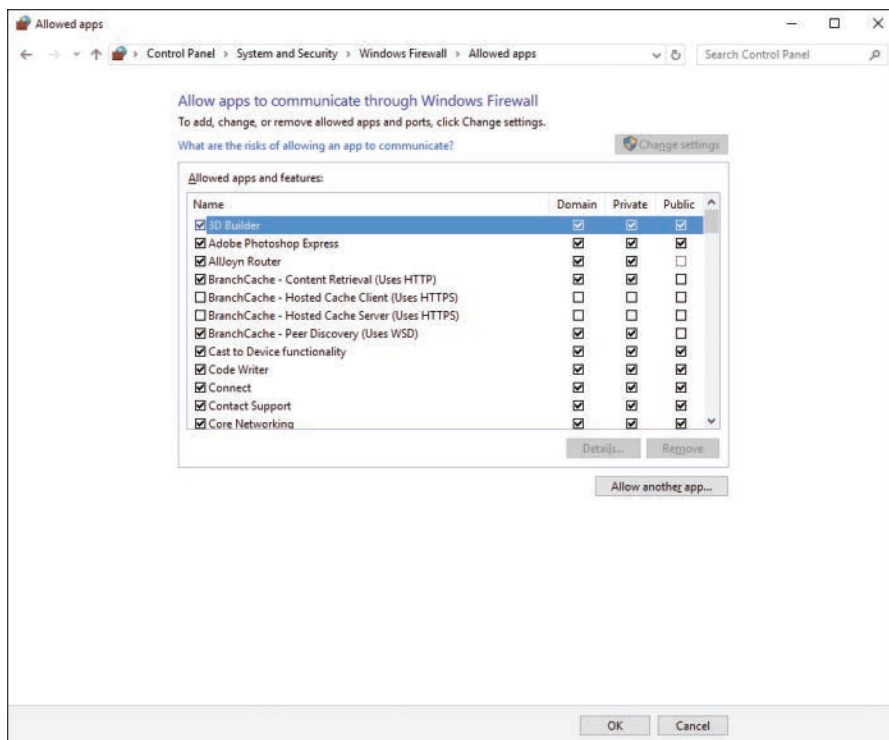 Allowed apps
Control Panel > System and Security > Windows Firewall > Allowed apps
Search Control Panel
Allow apps to communicate through Windows Firewall
To add, change, or remove allowed apps and ports, click Change settings.
What are the risks of allowing an app to communicate?
Change settings
Allowed apps and features:
Name Domain Private Public
3D Builder
Adobe Photoshop Express
AllJoyn Router
BranchCache - Content Retrieval (Uses HTTP)
BranchCache - Hosted Cache Client (Uses HTTPS)
BranchCache - Hosted Cache Server (Uses HTTPS)
BranchCache - Peer Discovery (Uses WSD)
Cast to Device functionality
Code Writer
Connect
Contact Support
Core Networking
Details... Remove
Allow another app...
OK Cancel